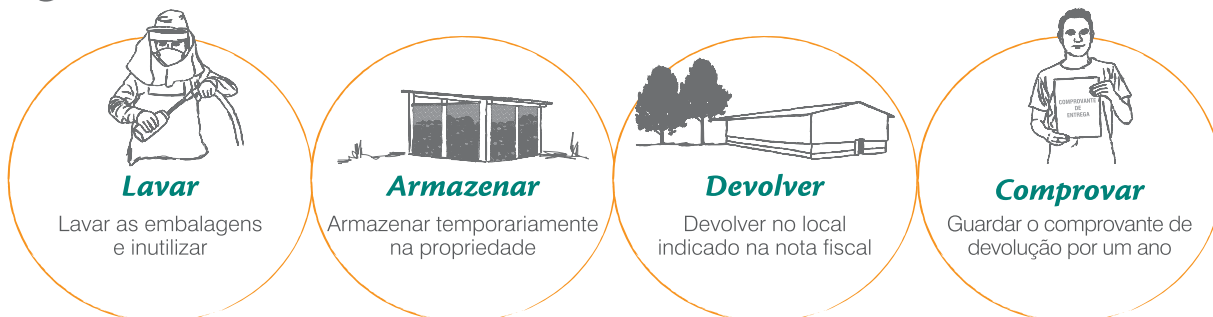 Lavar
Lavar as embalagens
e inutilizar
Armazenar
Armazenar temporariamente
na propriedade
Devolver
Devolver no local
indicado na nota fiscal
COMPROVANTE
DE
ENTREGA
Comprovar
Guardar o comprovante de
devolução por um ano